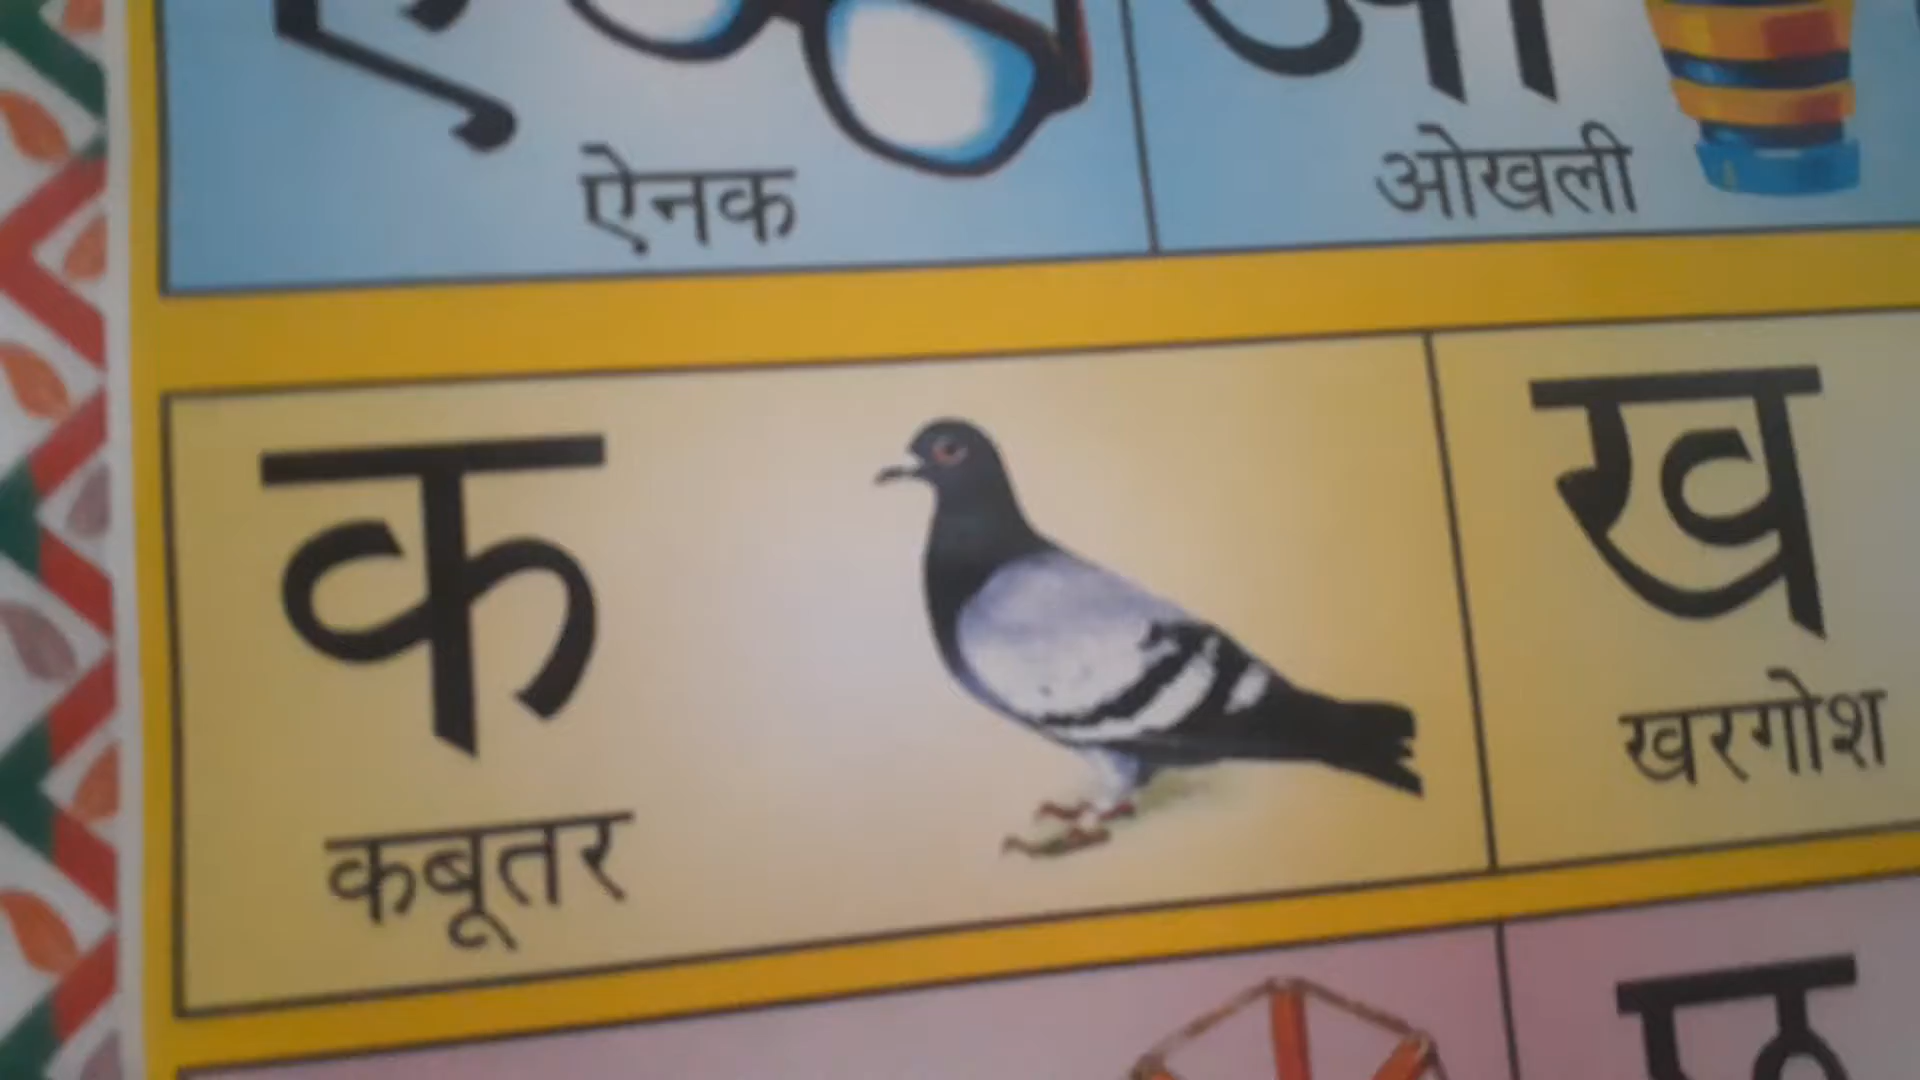 ऐ ओ
ऐनक ओखली
क ख
कबूतर खरगोश